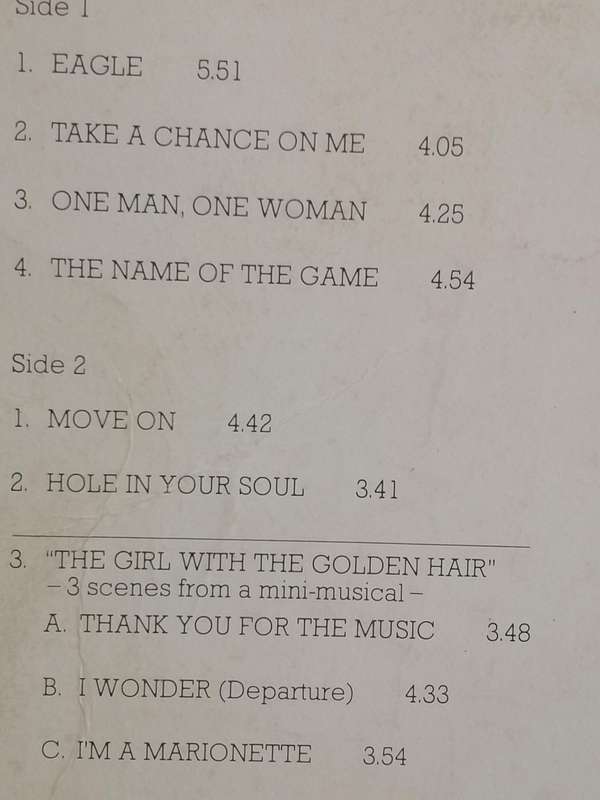 Side 1
1. EAGLE 5.51
2. TAKE A CHANCE ON ME 4.05
3. ONE MAN, ONE WOMAN 4.25
4. THE NAME OF THE GAME 4.54
Side 2
1. MOVE ON 4.42
2. HOLE IN YOUR SOUL 3.41
3. "THE GIRL WITH THE GOLDEN HAIR"
– 3 scenes from a mini-musical –
A. THANK YOU FOR THE MUSIC 3.48
B. I WONDER (Departure) 4.33
C. I'M A MARIONETTE 3.54